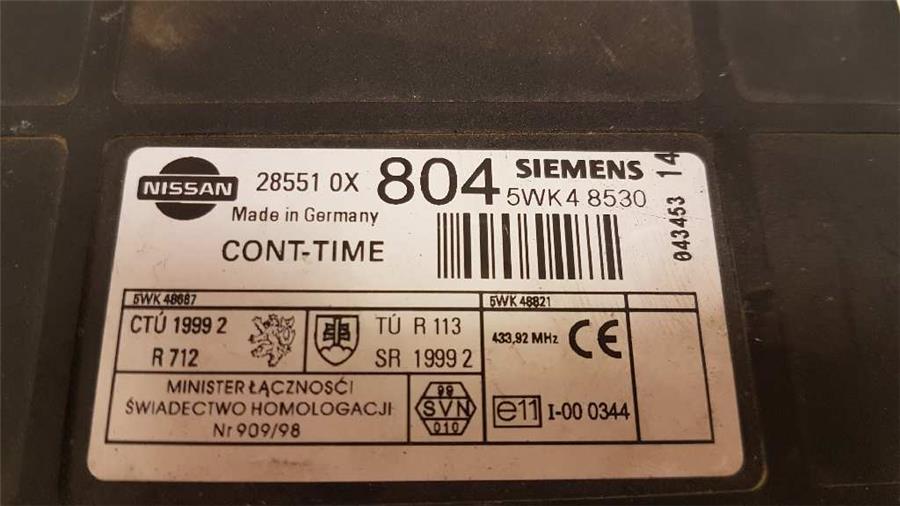 NISSAN 28551 0X 804 SIEMENS
5WK4 8530
Made in Germany
CONT-TIME
043453 14
5WK 48687
5WK 48821
CTÚ 1999 2
R 712
TÚ R 113
SR 1999 2
433,92 MHz CE
MINISTER ŁĄCZNOŚCI
ŚWIADECTWO HOMOLOGACJI
Nr 909/98
99
SVN
010
e11 I-00 0344